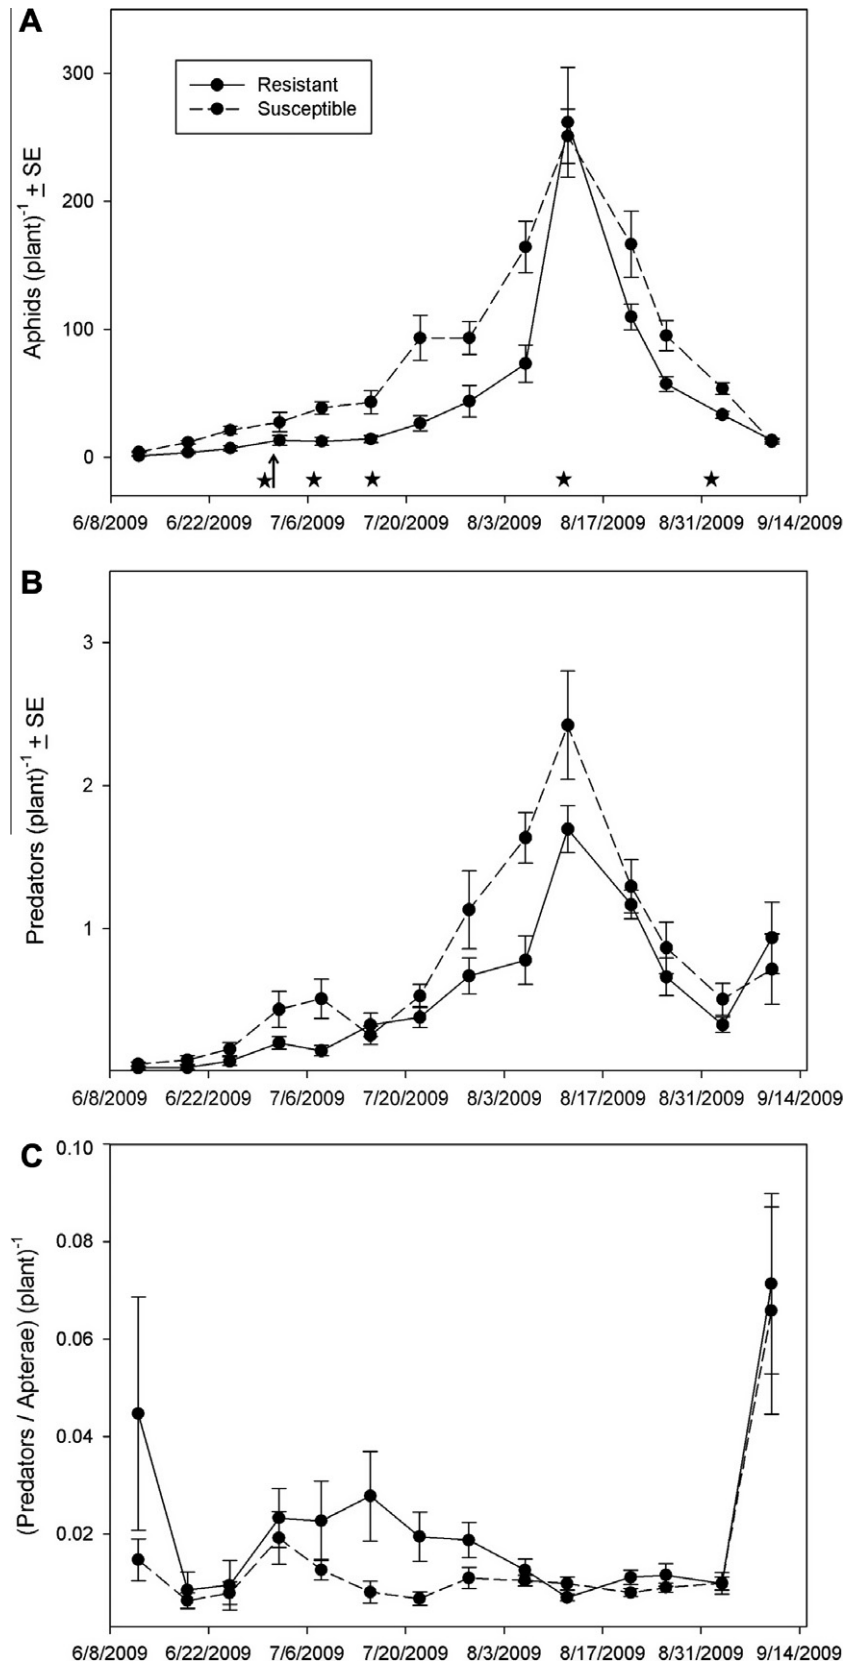 A
Aphids (plant)⁻¹ ± SE
300
200
100
0
Resistant
Susceptible
6/8/2009 6/22/2009 7/6/2009 7/20/2009 8/3/2009 8/17/2009 8/31/2009 9/14/2009
B
Predators (plant)⁻¹ ± SE
3
2
1
6/8/2009 6/22/2009 7/6/2009 7/20/2009 8/3/2009 8/17/2009 8/31/2009 9/14/2009
C
(Predators / Apterae) (plant)⁻¹
0.10
0.08
0.06
0.04
0.02
6/8/2009 6/22/2009 7/6/2009 7/20/2009 8/3/2009 8/17/2009 8/31/2009 9/14/2009